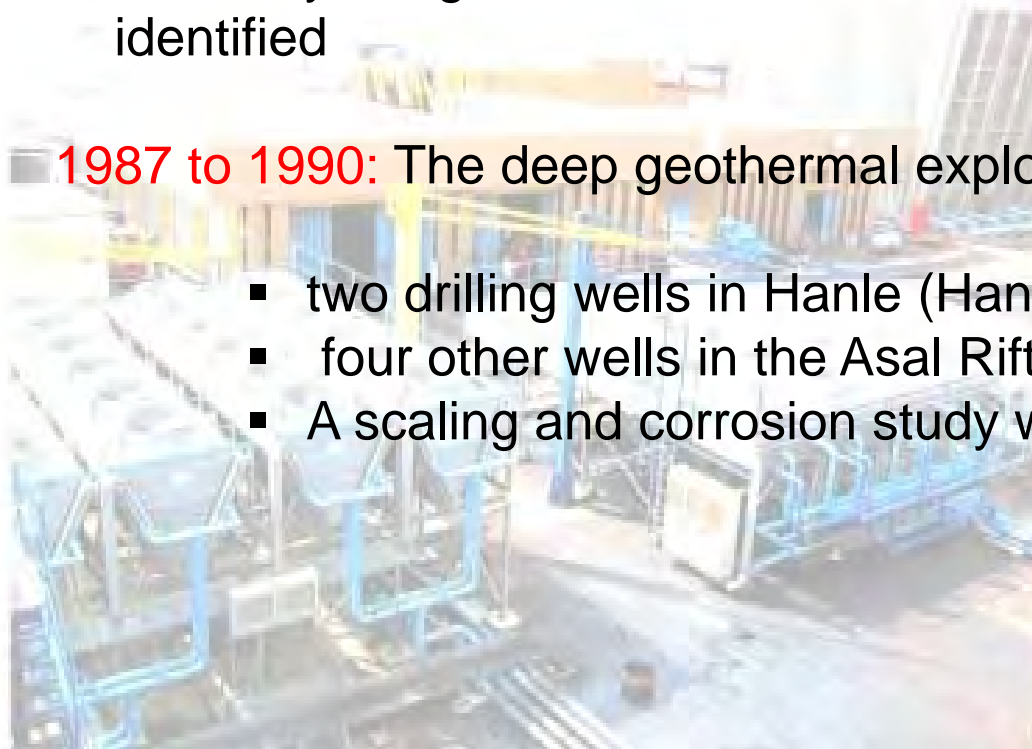 identified
1987 to 1990: The deep geothermal explo
▪ two drilling wells in Hanle (Han
▪ four other wells in the Asal Rift
▪ A scaling and corrosion study